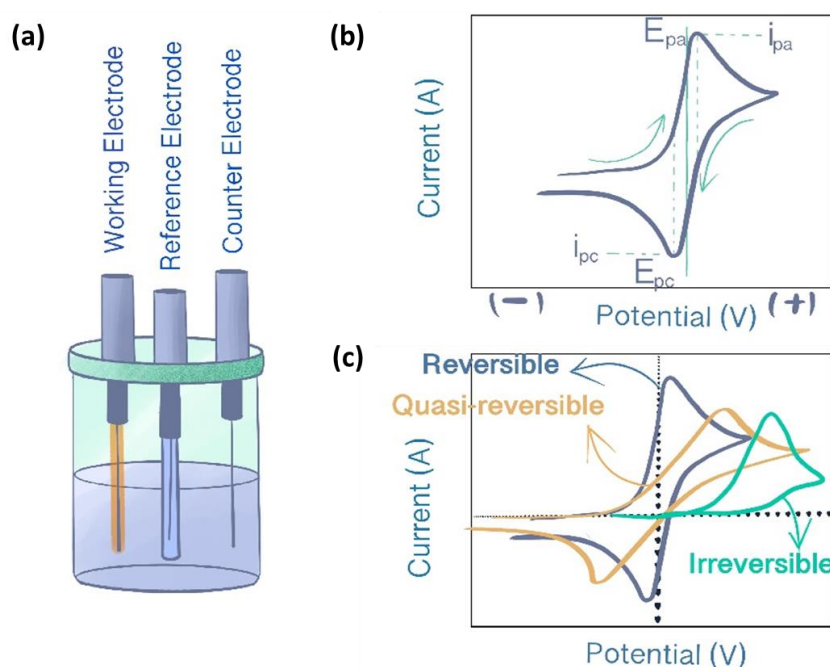 (a)
Working Electrode
Reference Electrode
Counter Electrode
(b)
Current (A)
Epa
ipa
ipc
Epc
(-)
(+)
Potential (V)
(c)
Reversible
Quasi-reversible
Current (A)
Irreversible
Potential (V)